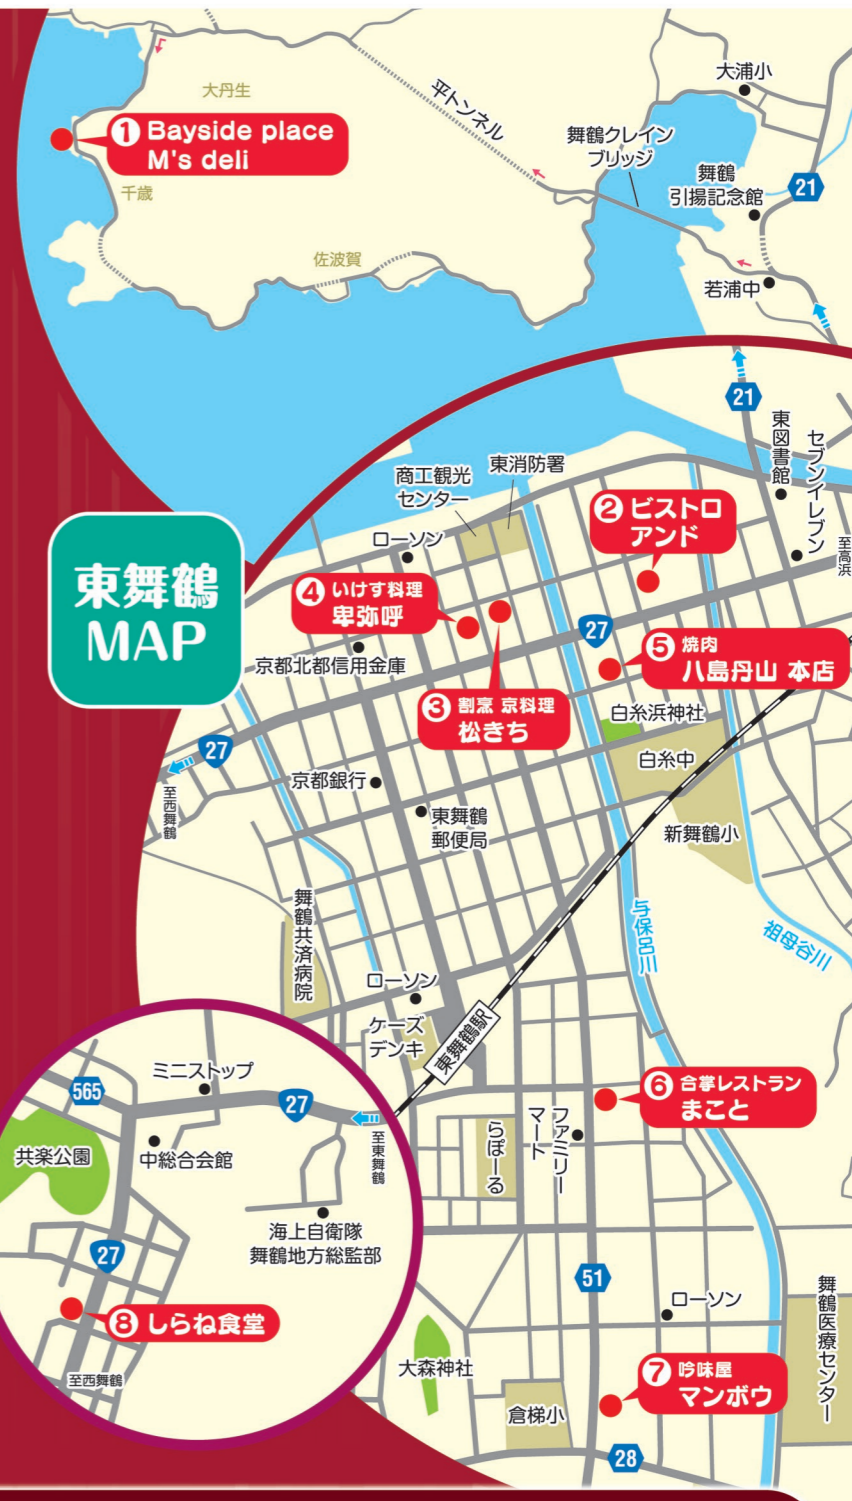 大丹生
平トンネル
大浦小
① Bayside place
M's deli
舞鶴クレイン
ブリッジ
舞鶴
引揚記念館
21
千歳
佐波賀
若浦中
東舞鶴
MAP
21
東図書館
セブンイレブン
至高浜
商工観光
センター
東消防署
② ビストロ
アンド
ローソン
④ いけす料理
卑弥呼
27
京都北都信用金庫
⑤ 焼肉
八島丹山 本店
③ 割烹 京料理
松きち
白糸浜神社
27
至西舞鶴
白糸中
京都銀行
東舞鶴
郵便局
新舞鶴小
舞鶴共済病院
与保呂川
祖母谷川
ローソン
ケーズ
デンキ
東舞鶴駅
⑥ 合掌レストラン
まこと
ファミリー
マート
らぽーる
ミニストップ
565
27
至東舞鶴
共楽公園
中総合会館
海上自衛隊
舞鶴地方総監部
27
⑧ しらね食堂
至西舞鶴
51
ローソン
舞鶴医療センター
大森神社
⑦ 吟味屋
マンボウ
倉梯小
28